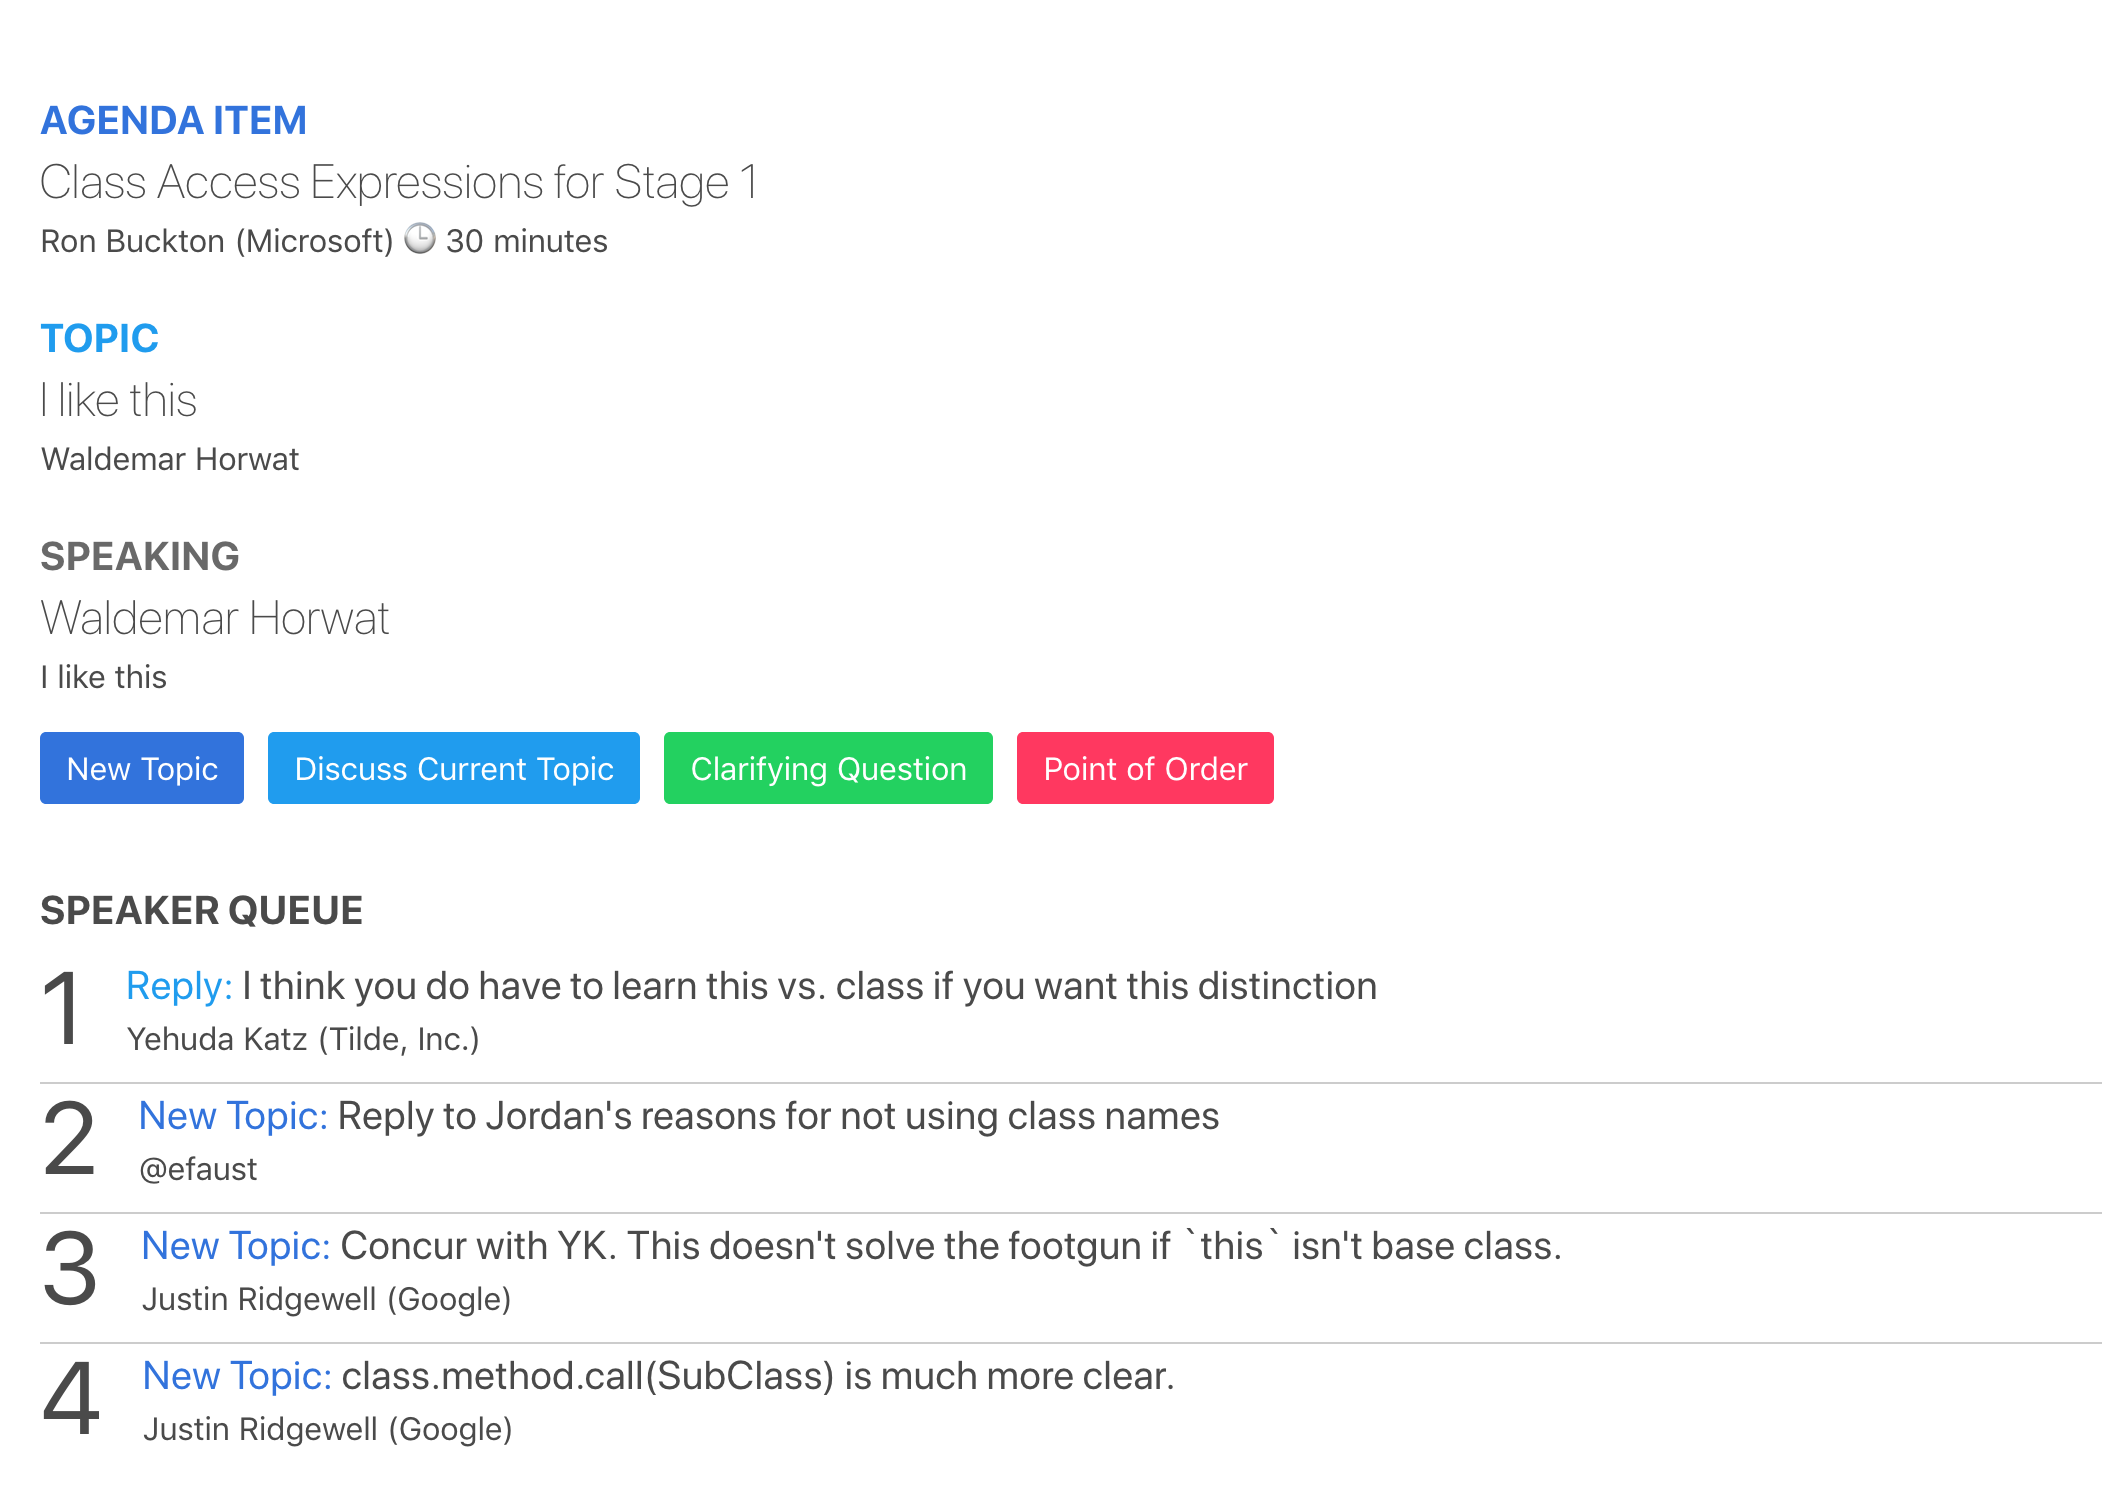 AGENDA ITEM
Class Access Expressions for Stage 1
Ron Buckton (Microsoft) 🕒 30 minutes
TOPIC
I like this
Waldemar Horwat
SPEAKING
Waldemar Horwat
I like this
New Topic Discuss Current Topic Clarifying Question Point of Order
SPEAKER QUEUE
1 Reply: I think you do have to learn this vs. class if you want this distinction
Yehuda Katz (Tilde, Inc.)
2 New Topic: Reply to Jordan's reasons for not using class names
@efaust
3 New Topic: Concur with YK. This doesn't solve the footgun if `this` isn't base class.
Justin Ridgewell (Google)
4 New Topic: class.method.call(SubClass) is much more clear.
Justin Ridgewell (Google)